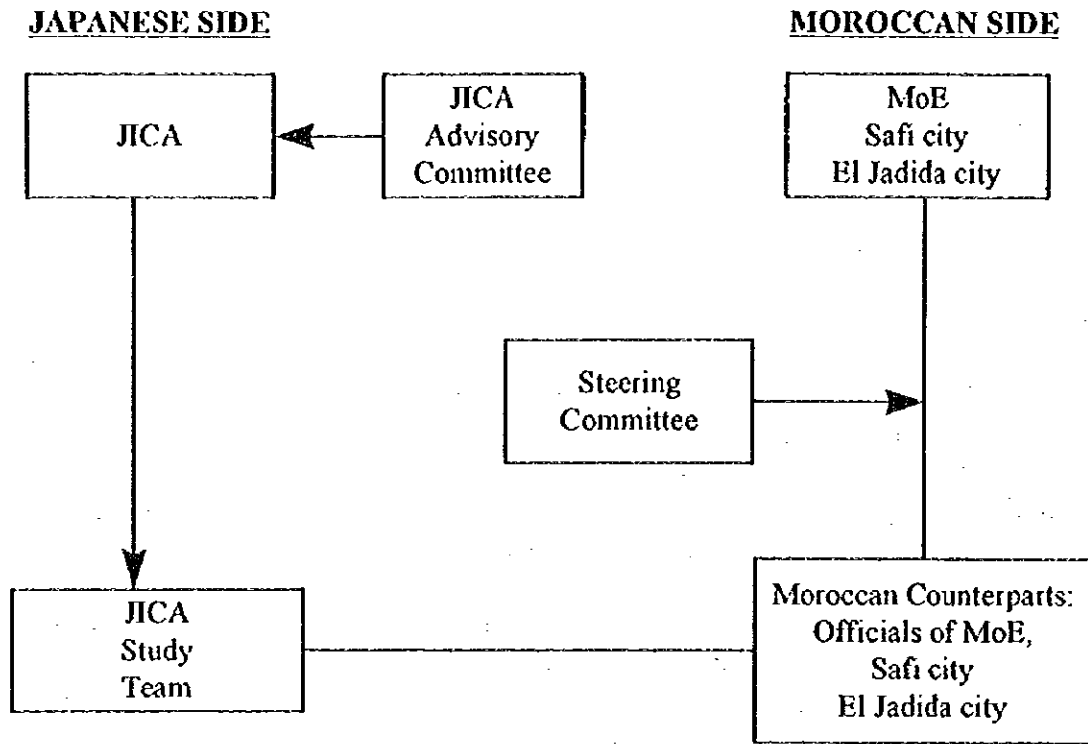 JAPANESE SIDE
MOROCCAN SIDE
JICA
JICA
Advisory
Committee
MoE
Safi city
El Jadida city
Steering
Committee
JICA
Study
Team
Moroccan Counterparts:
Officials of MoE,
Safi city
El Jadida city